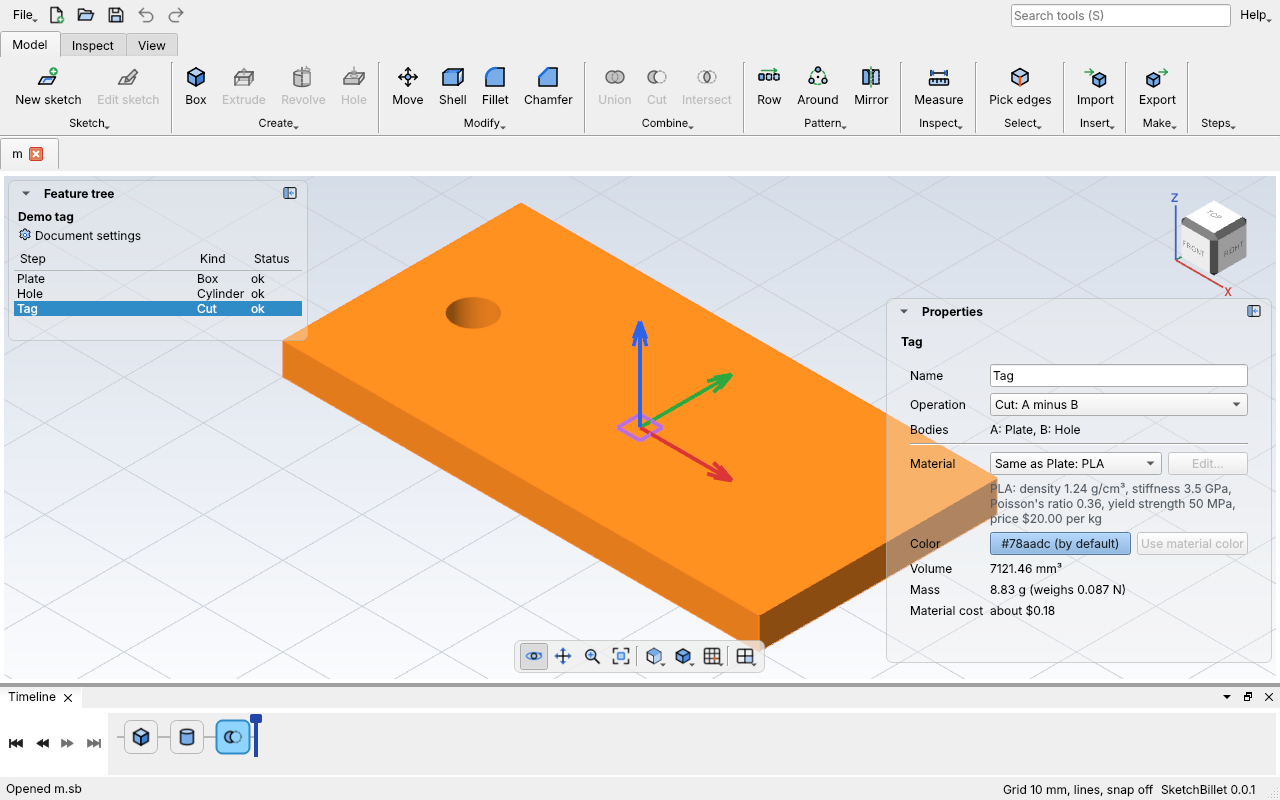 File
Search tools (S)
Help
Model Inspect View
New sketch Edit sketch Box Extrude Revolve Hole Move Shell Fillet Chamfer Union Cut Intersect Row Around Mirror Measure Pick edges Import Export
Sketch Create Modify Combine Pattern Inspect Select Insert Make Steps
m
Feature tree
Demo tag
Document settings
Step Kind Status
Plate Box ok
Hole Cylinder ok
Tag Cut ok
Z
TOP
FRONT RIGHT
X
Properties
Tag
Name Tag
Operation Cut: A minus B
Bodies A: Plate, B: Hole
Material Same as Plate: PLA Edit...
PLA: density 1.24 g/cm³, stiffness 3.5 GPa,
Poisson's ratio 0.36, yield strength 50 MPa,
price $20.00 per kg
Color #78aadc (by default) Use material color
Volume 7121.46 mm³
Mass 8.83 g (weighs 0.087 N)
Material cost about $0.18
Timeline
Opened m.sb
Grid 10 mm, lines, snap off SketchBillet 0.0.1